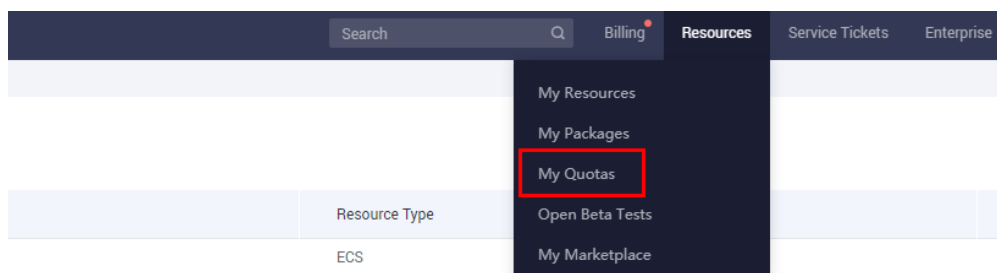 Search Billing Resources Service Tickets Enterprise
My Resources
My Packages
My Quotas
Resource Type Open Beta Tests
ECS My Marketplace